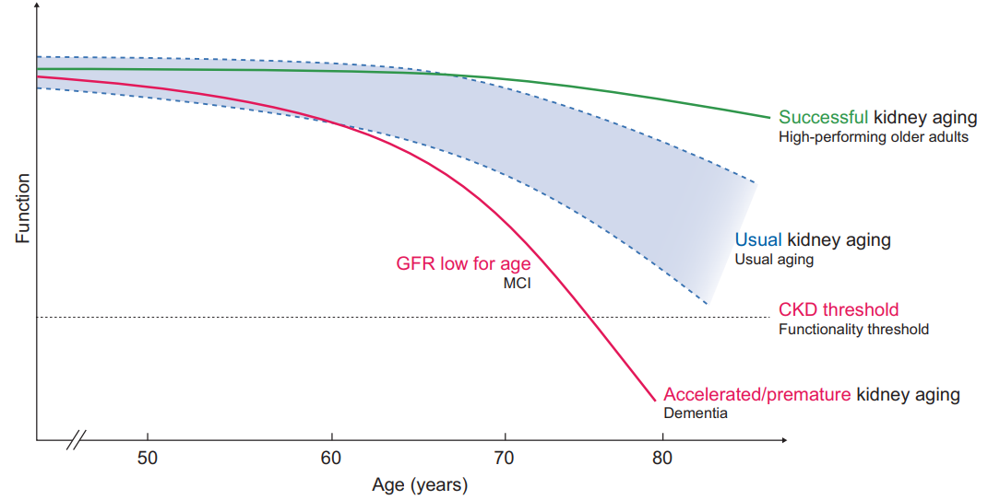 Function
Successful kidney aging
High-performing older adults
Usual kidney aging
Usual aging
GFR low for age
MCI
CKD threshold
Functionality threshold
Accelerated/premature kidney aging
Dementia
50 60 70 80
Age (years)